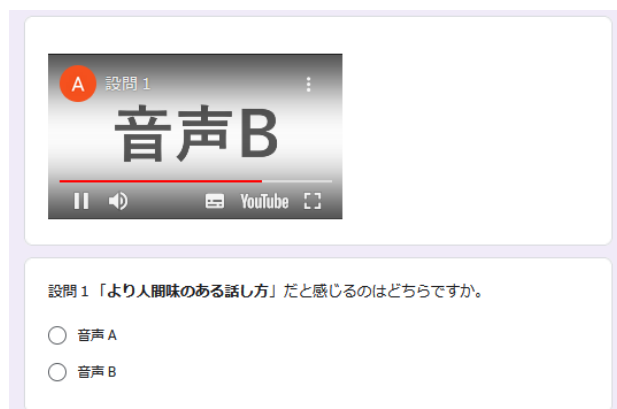 A 設問 1
音声B
YouTube
設問 1 「より人間味のある話し方」だと感じるのはどちらですか。
音声 A
音声 B